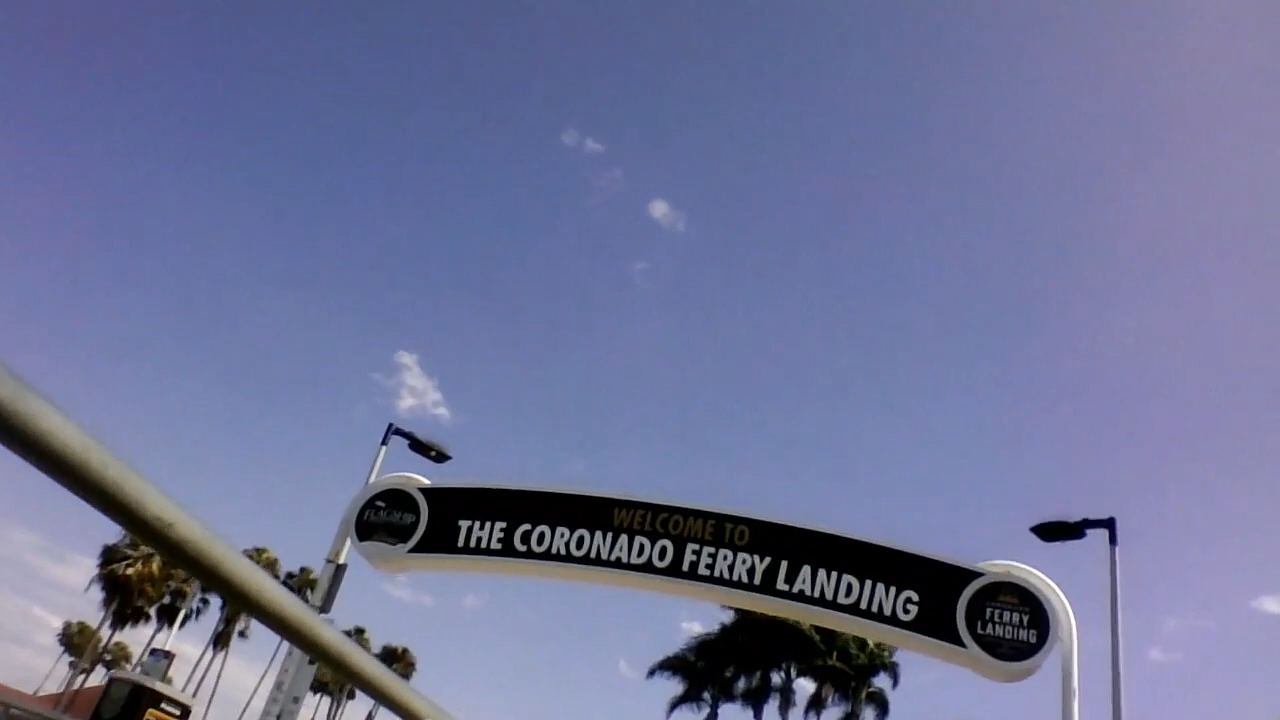 FLAGSHIP
WELCOME TO
THE CORONADO FERRY LANDING
FERRY
LANDING